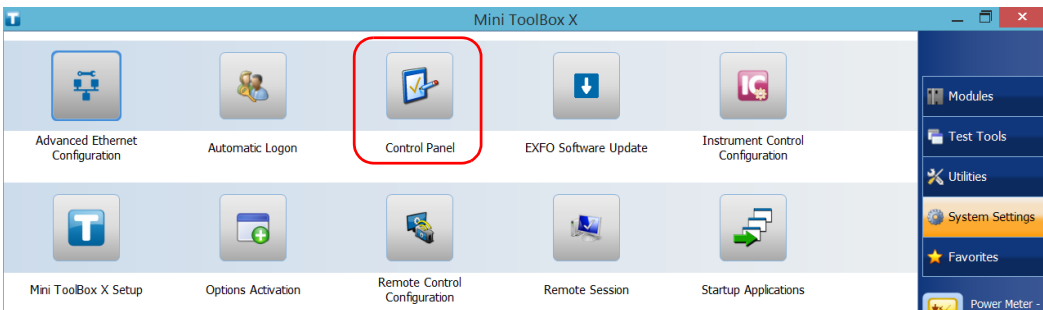 Mini ToolBox X
Advanced Ethernet
Configuration
Automatic Logon
Control Panel
EXFO Software Update
Instrument Control
Configuration
Mini ToolBox X Setup
Options Activation
Remote Control
Configuration
Remote Session
Startup Applications
Modules
Test Tools
Utilities
System Settings
Favorites
Power Meter -